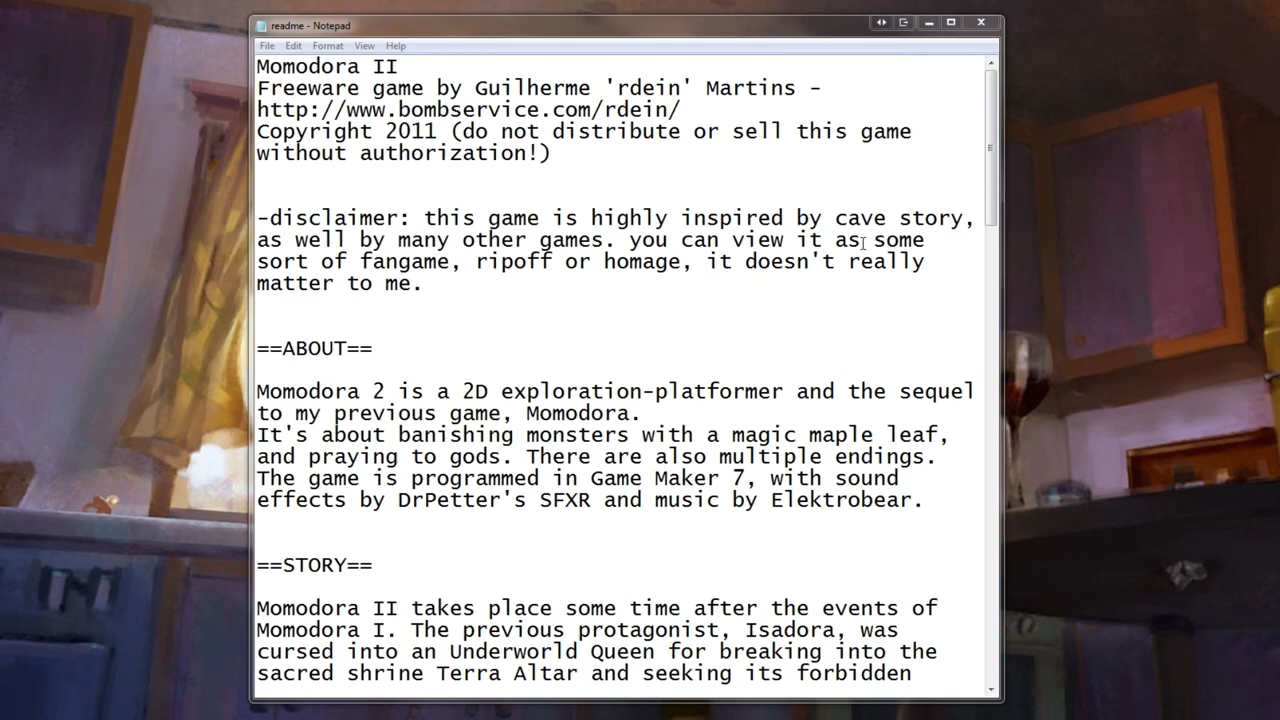 readme - Notepad
File Edit Format View Help
Momodora II
Freeware game by Guilherme 'rdein' Martins -
http://www.bombservice.com/rdein/
Copyright 2011 (do not distribute or sell this game
without authorization!)
-disclaimer: this game is highly inspired by cave story,
as well by many other games. you can view it as some
sort of fangame, ripoff or homage, it doesn't really
matter to me.
==ABOUT==
Momodora 2 is a 2D exploration-platformer and the sequel
to my previous game, Momodora.
It's about banishing monsters with a magic maple leaf,
and praying to gods. There are also multiple endings.
The game is programmed in Game Maker 7, with sound
effects by DrPetter's SFXR and music by Elektrobear.
==STORY==
Momodora II takes place some time after the events of
Momodora I. The previous protagonist, Isadora, was
cursed into an Underworld Queen for breaking into the
sacred shrine Terra Altar and seeking its forbidden